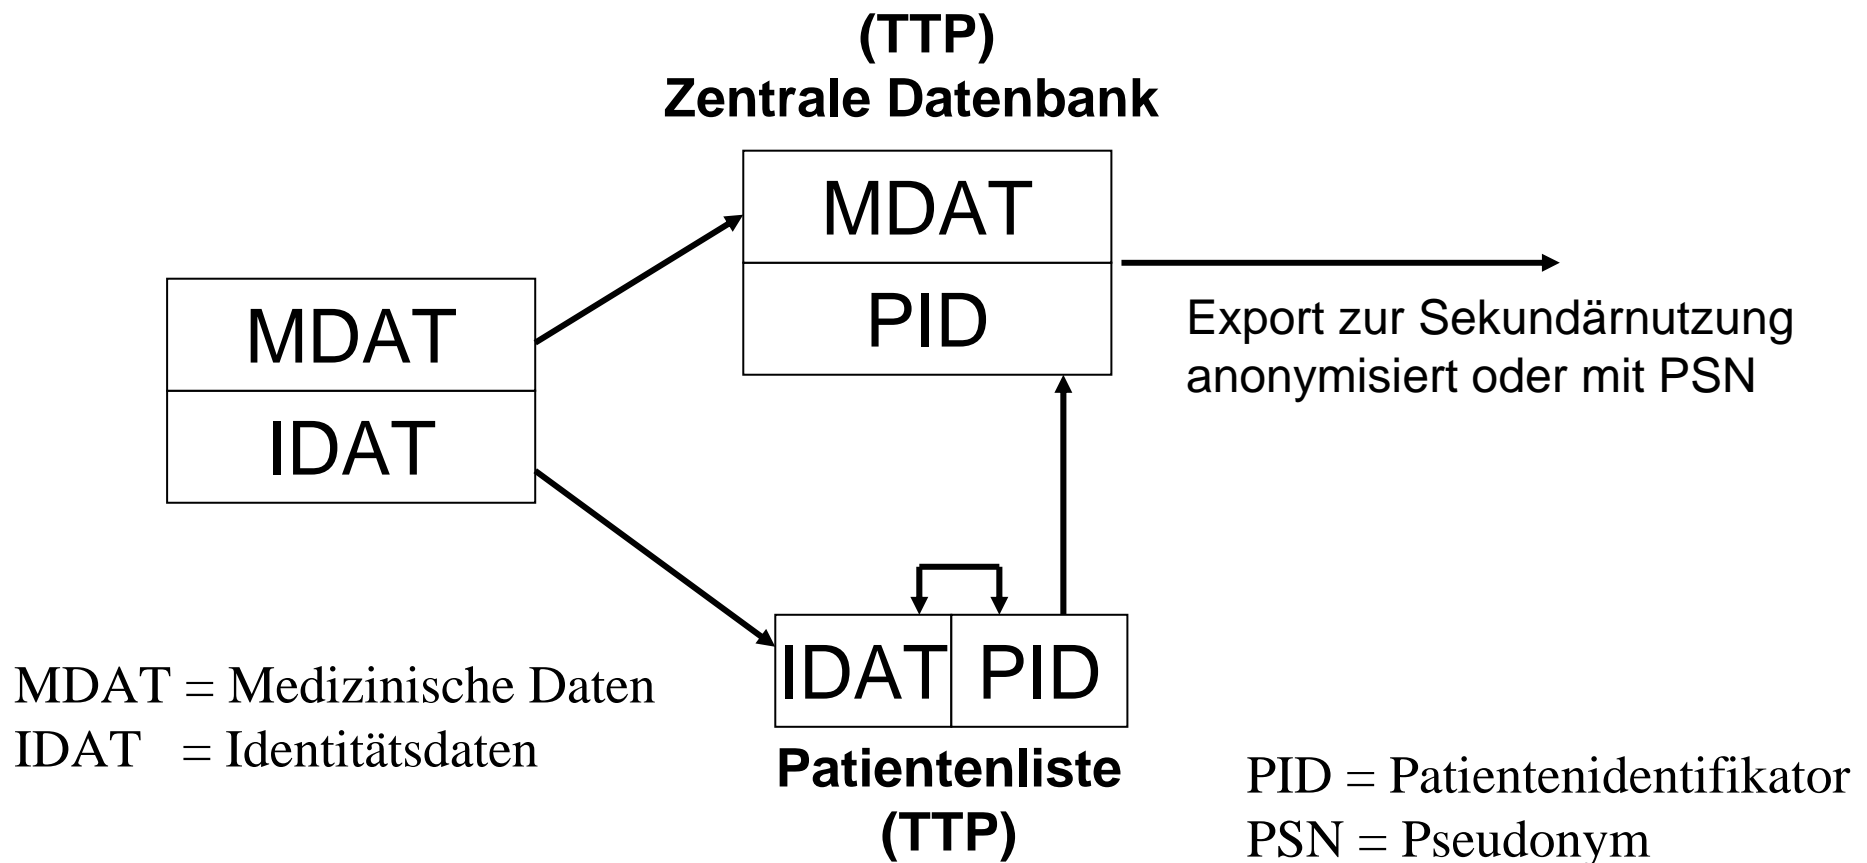 (TTP)
Zentrale Datenbank
MDAT
PID
MDAT
IDAT
Export zur Sekundärnutzung
anonymisiert oder mit PSN
IDAT PID
Patientenliste
(TTP)
MDAT = Medizinische Daten
IDAT = Identitätsdaten
PID = Patientenidentifikator
PSN = Pseudonym